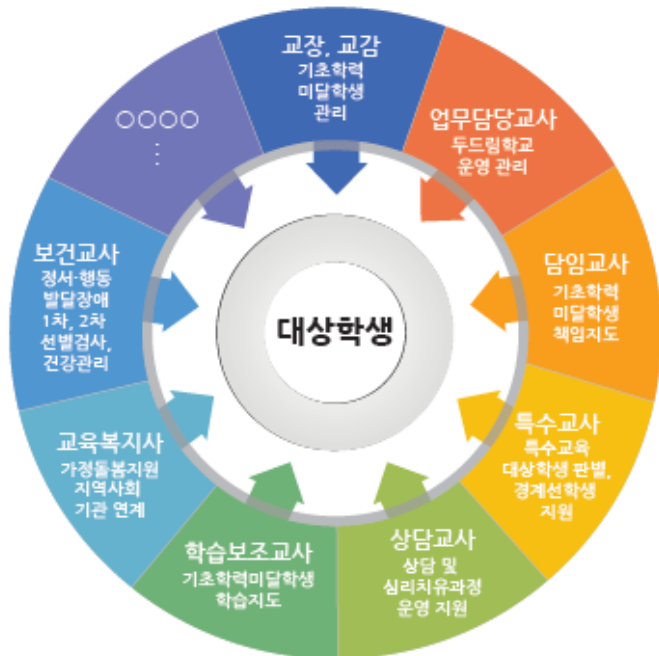 교장, 교감
기초학력
미달학생
관리
업무담당교사
두드림학교
운영 관리
담임교사
기초학력
미달학생
책임지도
특수교사
특수교육
대상학생 판별,
경계선학생
지원
상담교사
상담 및
심리치유과정
운영 지원
학습보조교사
기초학력미달학생
학습지도
교육복지사
가정돌봄지원
지역사회
기관 연계
보건교사
정서·행동
발달장애
1차, 2차
선별검사,
건강관리
○○○○
⋮
대상학생